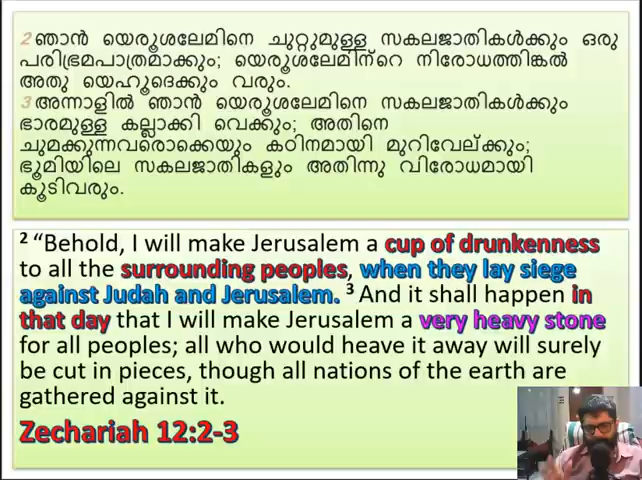 2 ഞാൻ യെരൂശലേമിനെ ചുറ്റുമുള്ള സകലജാതികൾക്കും ഒരു
പരിഭ്രമപാത്രമാക്കും; യെരൂശലേമിന്റെ നിരോധത്തിങ്കൽ
അതു യെഹൂദെക്കും വരും.
3 അന്നാളിൽ ഞാൻ യെരൂശലേമിനെ സകലജാതികൾക്കും
ഭാരമുള്ള കല്ലാക്കി വെക്കും; അതിനെ
ചുമക്കുന്നവരൊക്കെയും കഠിനമായി മുറിവേല്ക്കും;
ഭൂമിയിലെ സകലജാതികളും അതിന്നു വിരോധമായി
കൂടിവരും.
2 “Behold, I will make Jerusalem a cup of drunkenness
to all the surrounding peoples, when they lay siege
against Judah and Jerusalem. 3 And it shall happen in
that day that I will make Jerusalem a very heavy stone
for all peoples; all who would heave it away will surely
be cut in pieces, though all nations of the earth are
gathered against it.
Zechariah 12:2-3